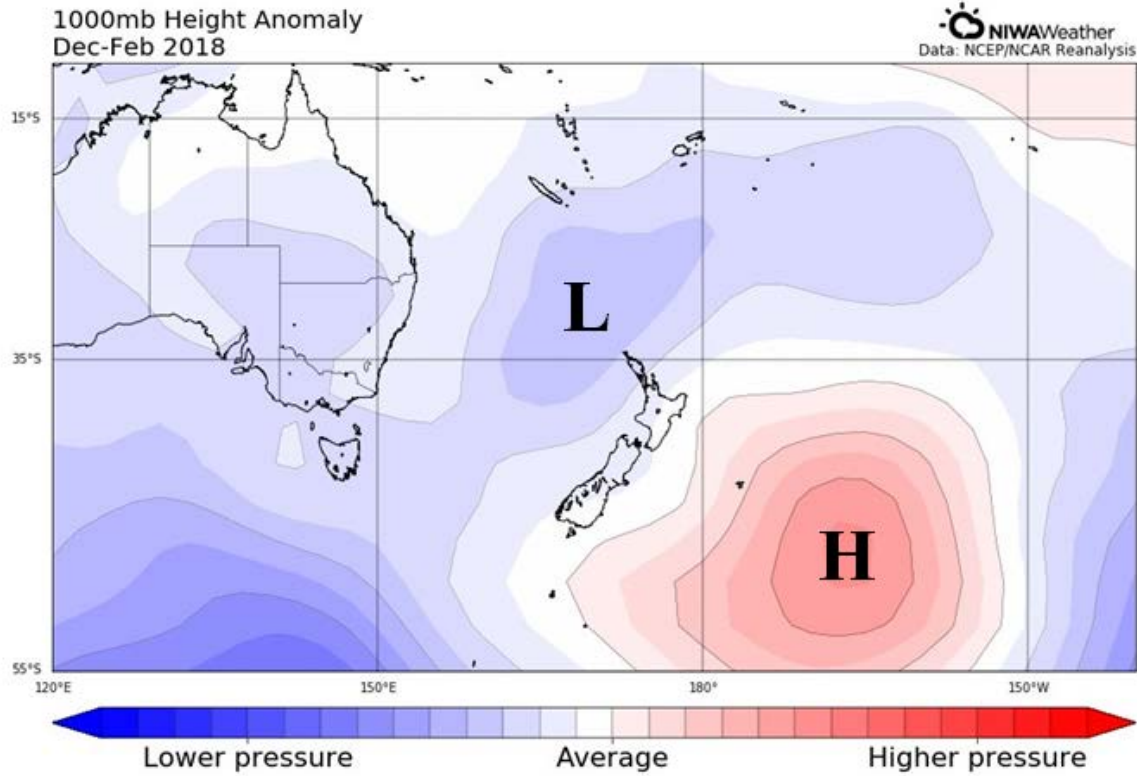 1000mb Height Anomaly
Dec-Feb 2018
NIWAWeather
Data: NCEP/NCAR Reanalysis
15°S
L
35°S
H
55°S
120°E 150°E 180° 150°W
Lower pressure Average Higher pressure